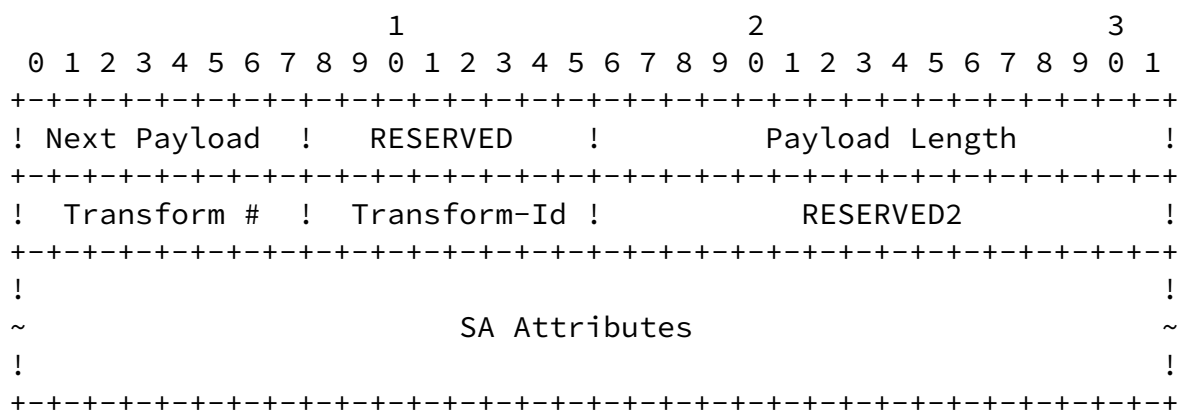 1                   2                   3
 0 1 2 3 4 5 6 7 8 9 0 1 2 3 4 5 6 7 8 9 0 1 2 3 4 5 6 7 8 9 0 1
+-+-+-+-+-+-+-+-+-+-+-+-+-+-+-+-+-+-+-+-+-+-+-+-+-+-+-+-+-+-+-+-+
! Next Payload  !   RESERVED    !         Payload Length        !
+-+-+-+-+-+-+-+-+-+-+-+-+-+-+-+-+-+-+-+-+-+-+-+-+-+-+-+-+-+-+-+-+
!  Transform #  !  Transform-Id !           RESERVED2           !
+-+-+-+-+-+-+-+-+-+-+-+-+-+-+-+-+-+-+-+-+-+-+-+-+-+-+-+-+-+-+-+-+
!                                                               !
~                        SA Attributes                          ~
!                                                               !
+-+-+-+-+-+-+-+-+-+-+-+-+-+-+-+-+-+-+-+-+-+-+-+-+-+-+-+-+-+-+-+-+